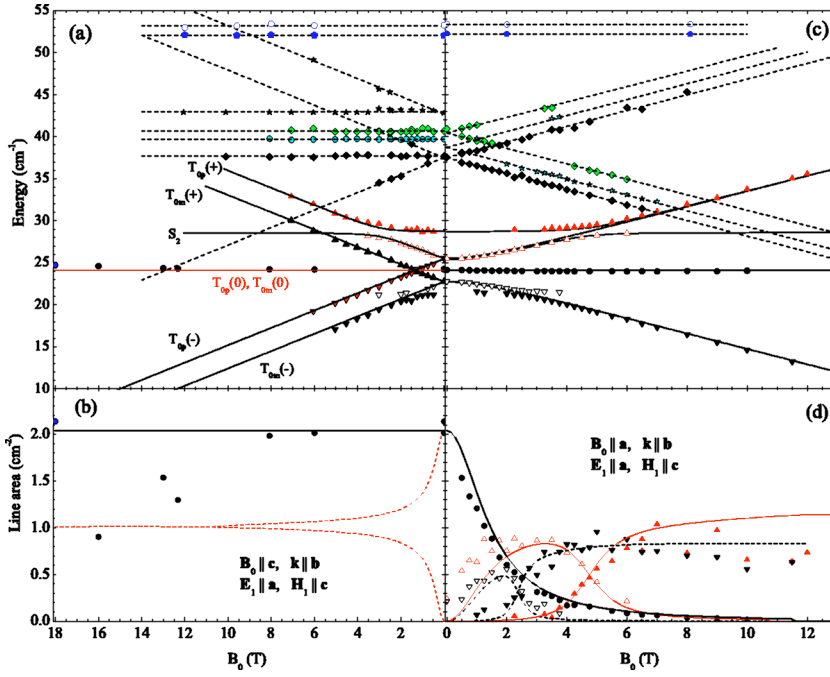 (a)
(c)
55
50
45
40
35
30
25
20
15
10
Energy (cm⁻¹)
T₀ₚ(+)
T₀ₘ(+)
S₂
T₀ₚ(0), T₀ₘ(0)
T₀ₚ(-)
T₀ₘ(-)
(b)
(d)
2.0
1.5
1.0
0.5
0.0
Line area (cm⁻²)
B₀ ∥ c, k ∥ b
E₁ ∥ a, H₁ ∥ c
B₀ ∥ a, k ∥ b
E₁ ∥ a, H₁ ∥ c
18 16 14 12 10 8 6 4 2 0 2 4 6 8 10 12
B₀ (T)
B₀ (T)